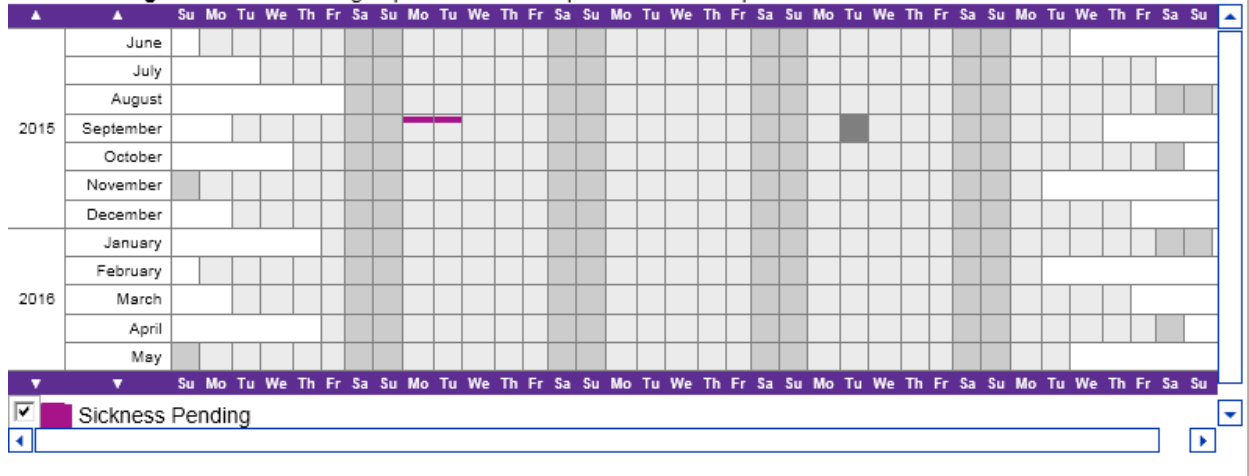 Su Mo Tu We Th Fr Sa Su Mo Tu We Th Fr Sa Su Mo Tu We Th Fr Sa Su Mo Tu We Th Fr Sa Su Mo Tu We Th Fr Sa Su
June
July
August
2015 September
October
November
December
January
February
2016 March
April
May
Su Mo Tu We Th Fr Sa Su Mo Tu We Th Fr Sa Su Mo Tu We Th Fr Sa Su Mo Tu We Th Fr Sa Su Mo Tu We Th Fr Sa Su
Sickness Pending